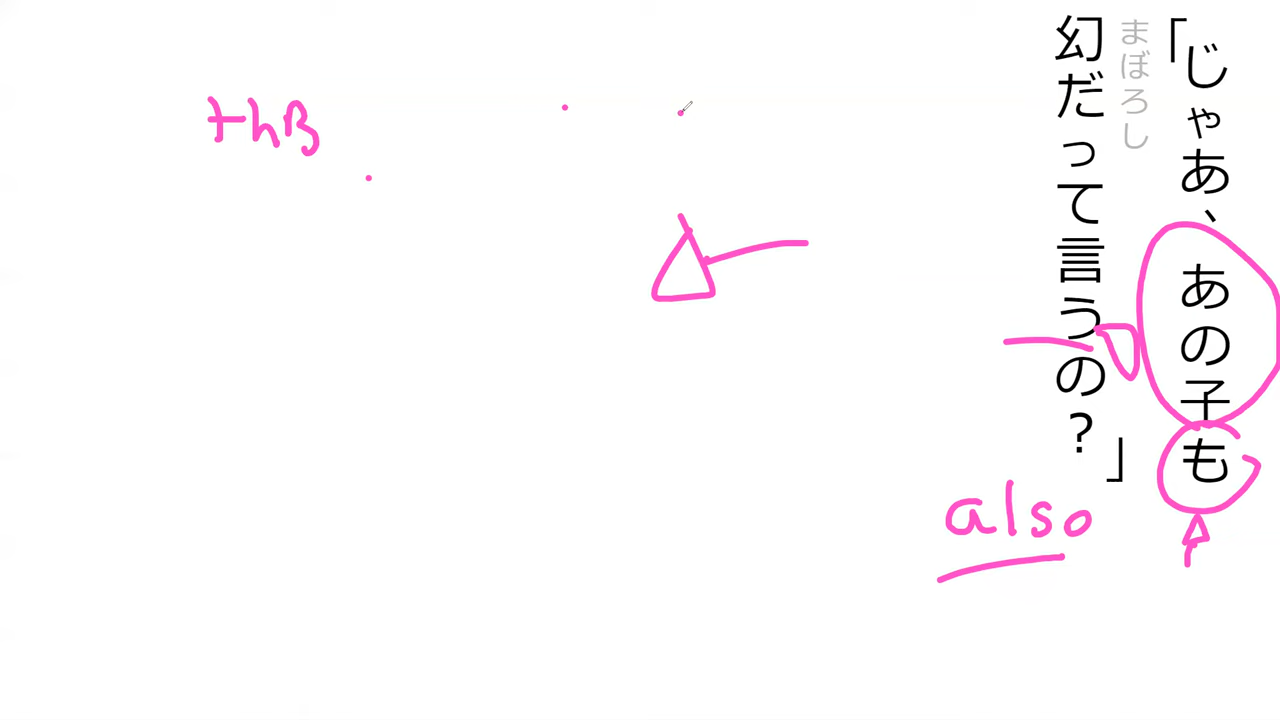 「じゃあ、あの子も
まぼろし
幻だって言うの？」
also